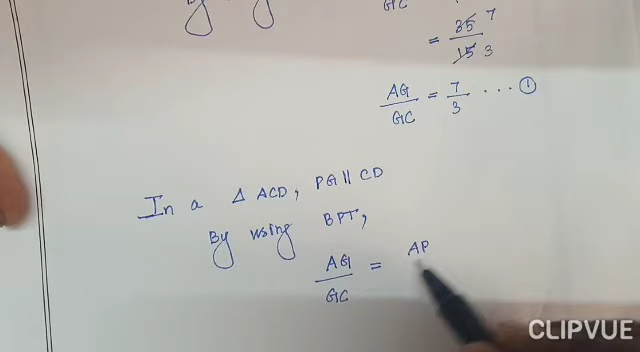 By
GC
= 35 7
15 3
AG/GC = 7/3 ... ①
In a Δ ACD, PG || CD
By using BPT,
AG/GC = AP
CLIPVUE